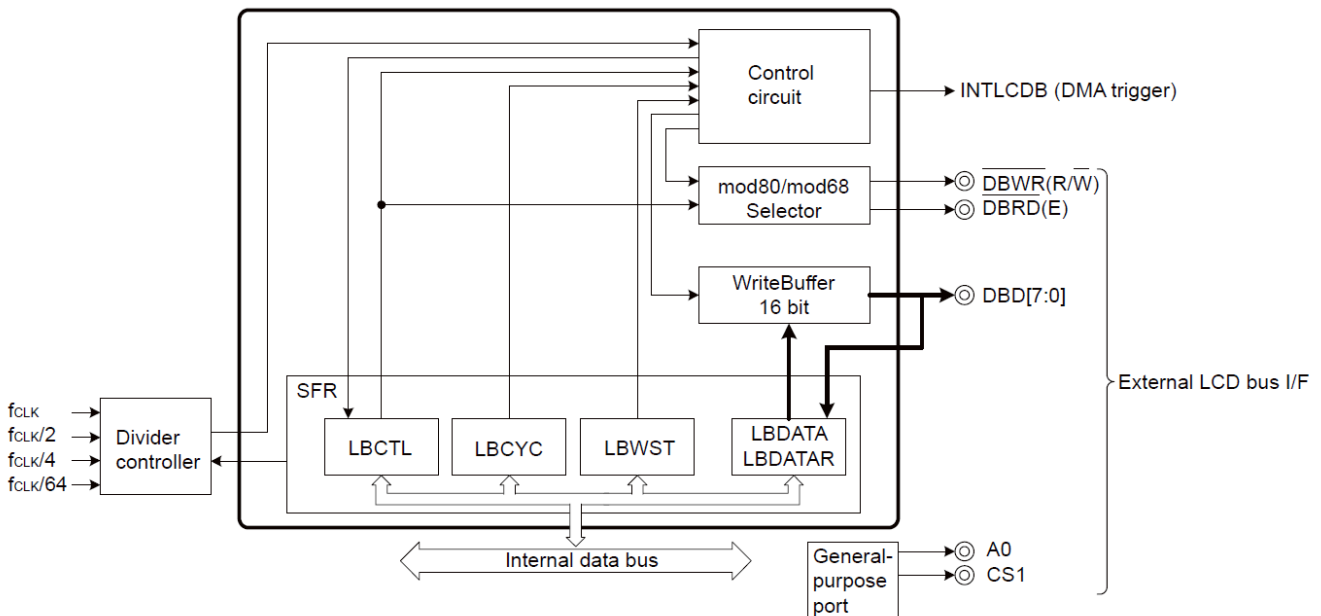 Control
circuit
INTLCDB (DMA trigger)
mod80/mod68
Selector
DBWR(R/W)
DBRD(E)
WriteBuffer
16 bit
DBD[7:0]
External LCD bus I/F
SFR
fCLK
fCLK/2
fCLK/4
fCLK/64
Divider
controller
LBCTL
LBCYC
LBWST
LBDATA
LBDATAR
Internal data bus
General-
purpose
port
A0
CS1